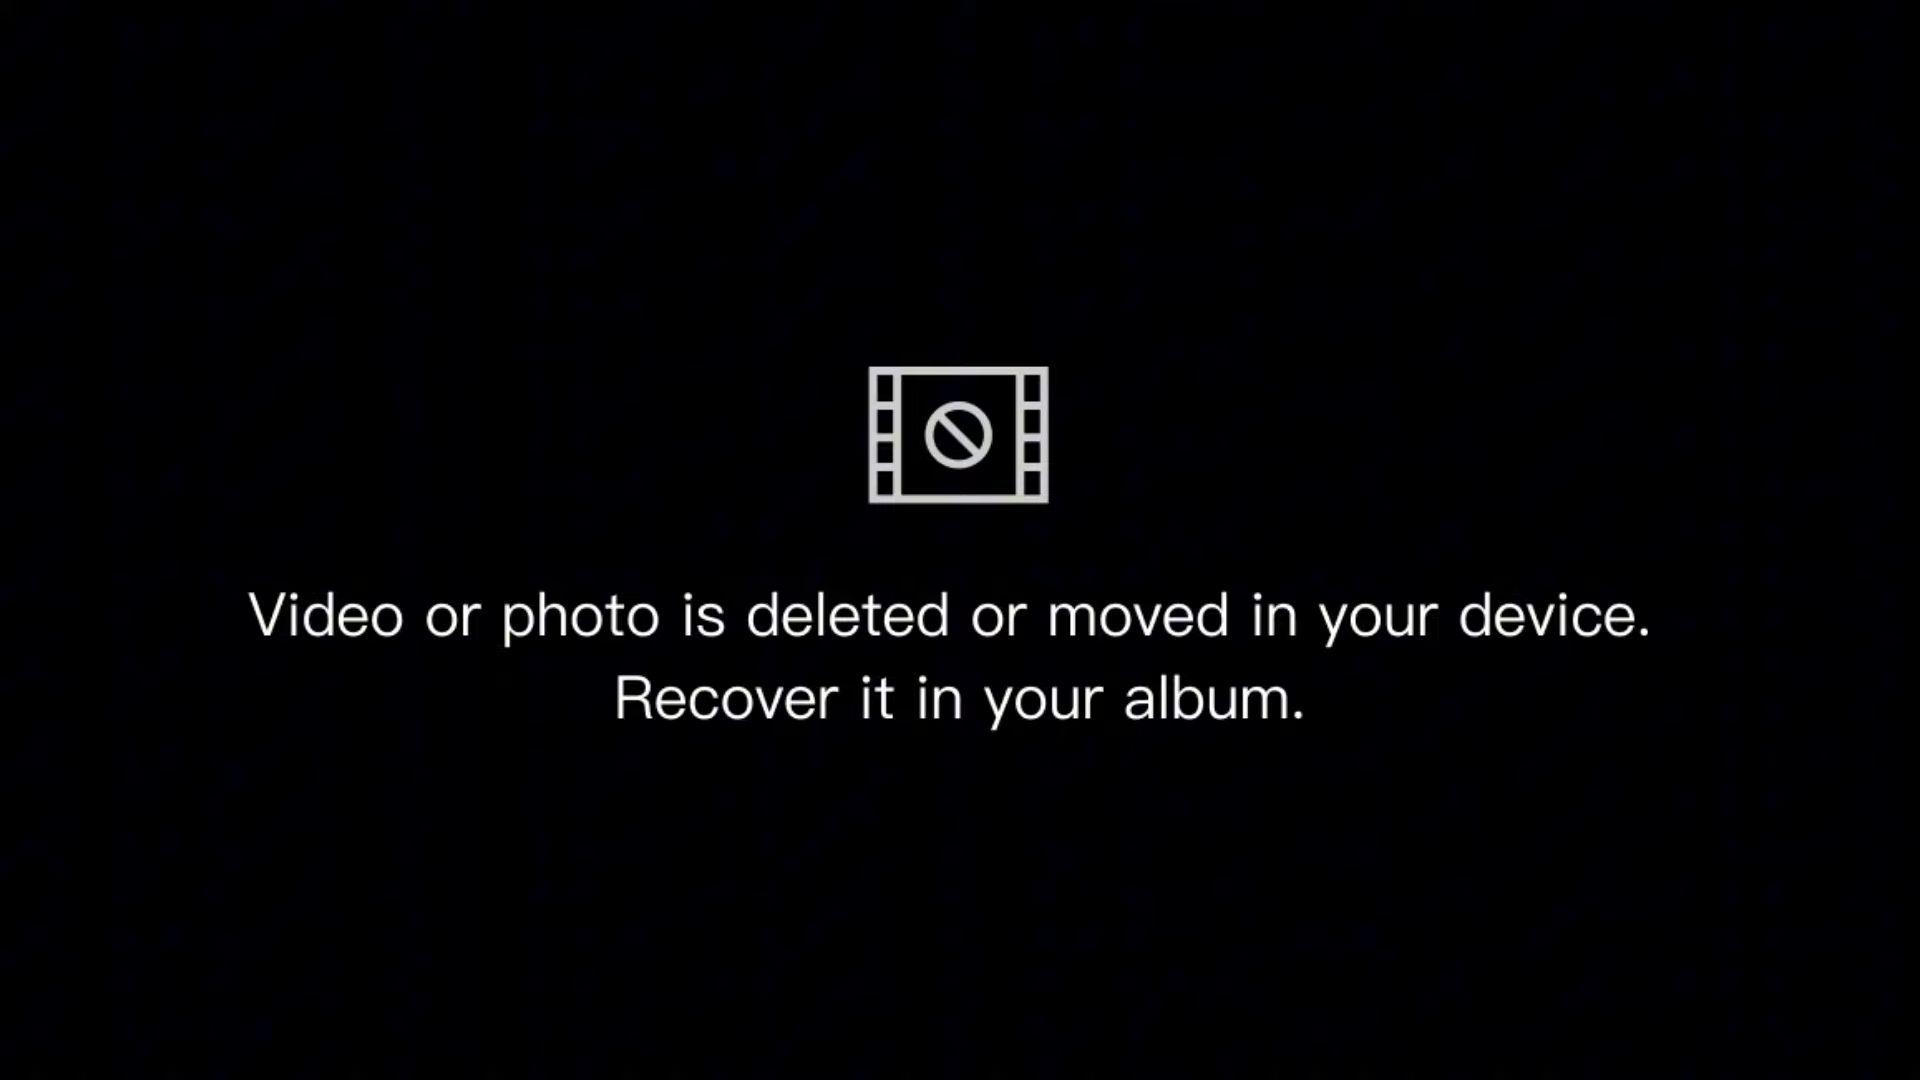 Video or photo is deleted or moved in your device.
Recover it in your album.